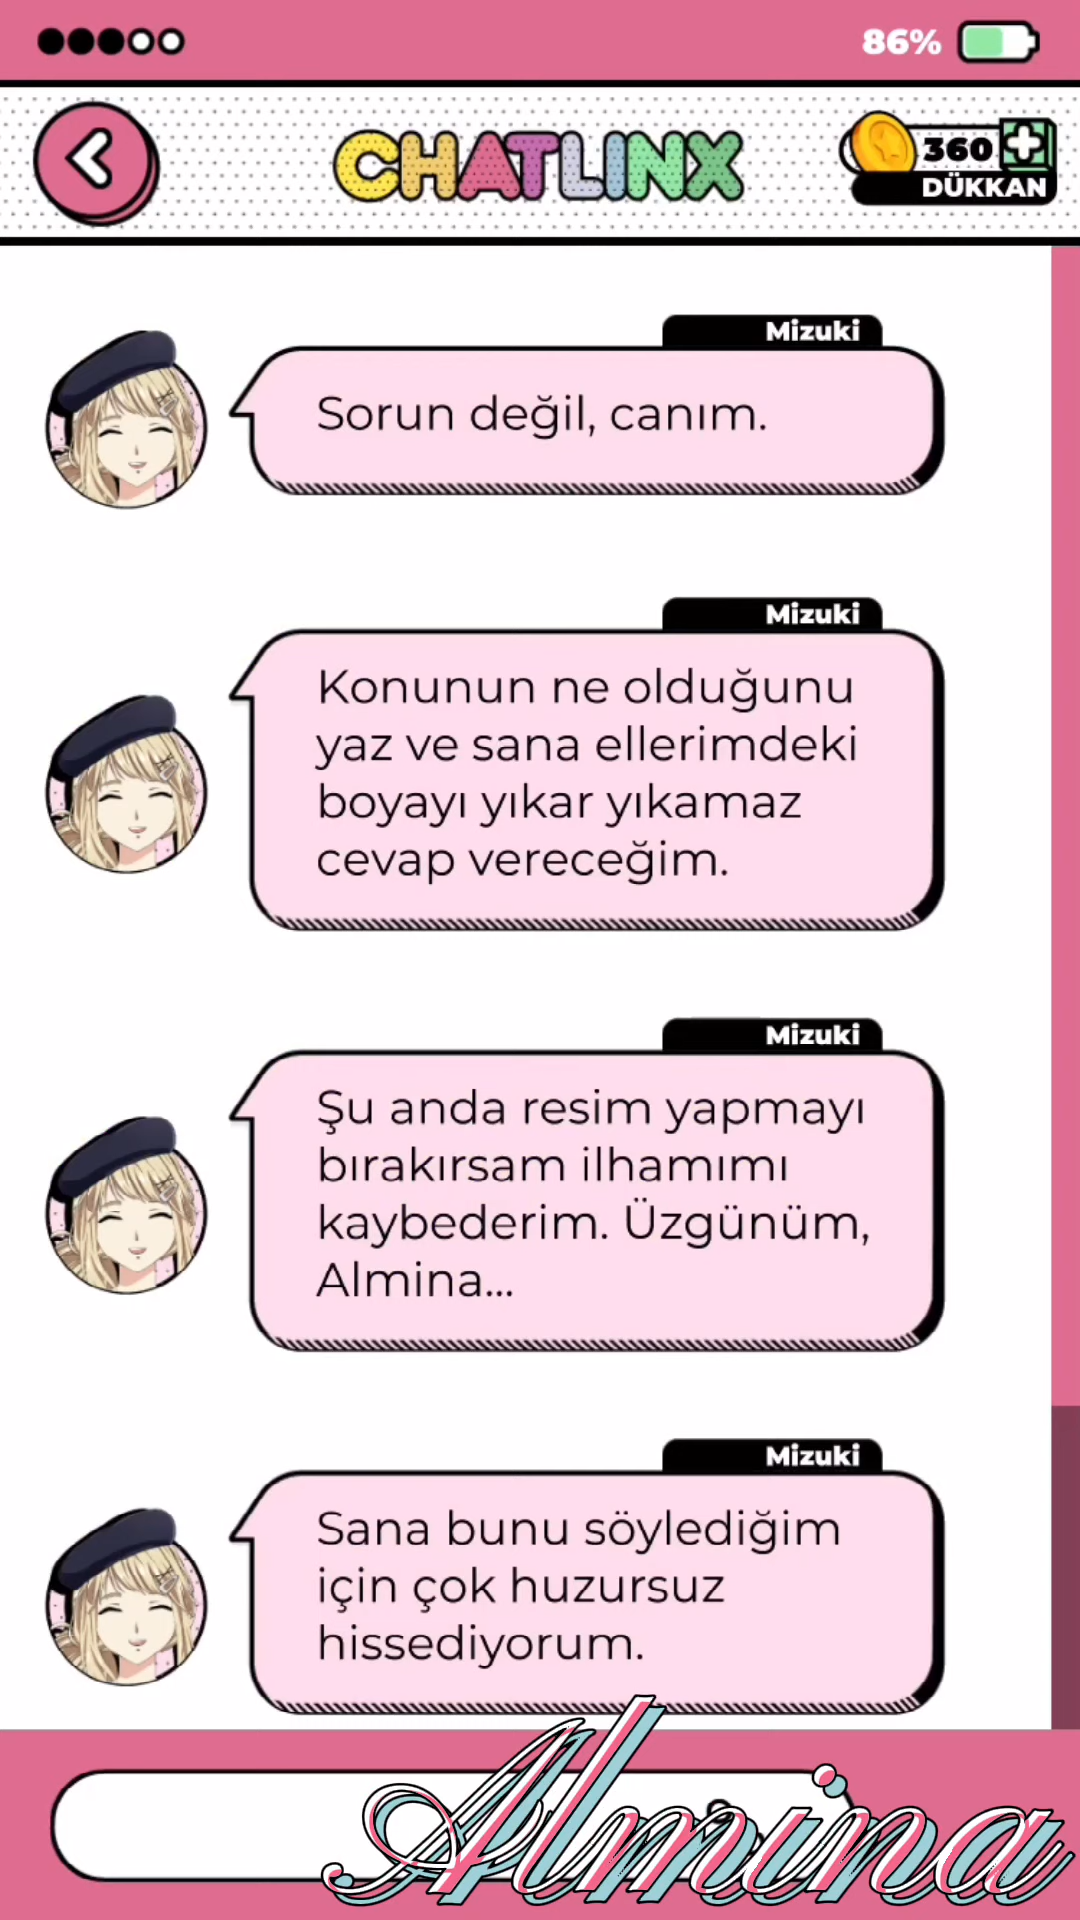 86%
CHATLINX
360
DÜKKAN
Mizuki
Sorun değil, canım.
Mizuki
Konunun ne olduğunu
yaz ve sana ellerimdeki
boyayı yıkar yıkamaz
cevap vereceğim.
Mizuki
Şu anda resim yapmayı
bırakırsam ilhamımı
kaybederim. Üzgünüm,
Almina...
Mizuki
Sana bunu söylediğim
için çok huzursuz
hissediyorum.
Almina